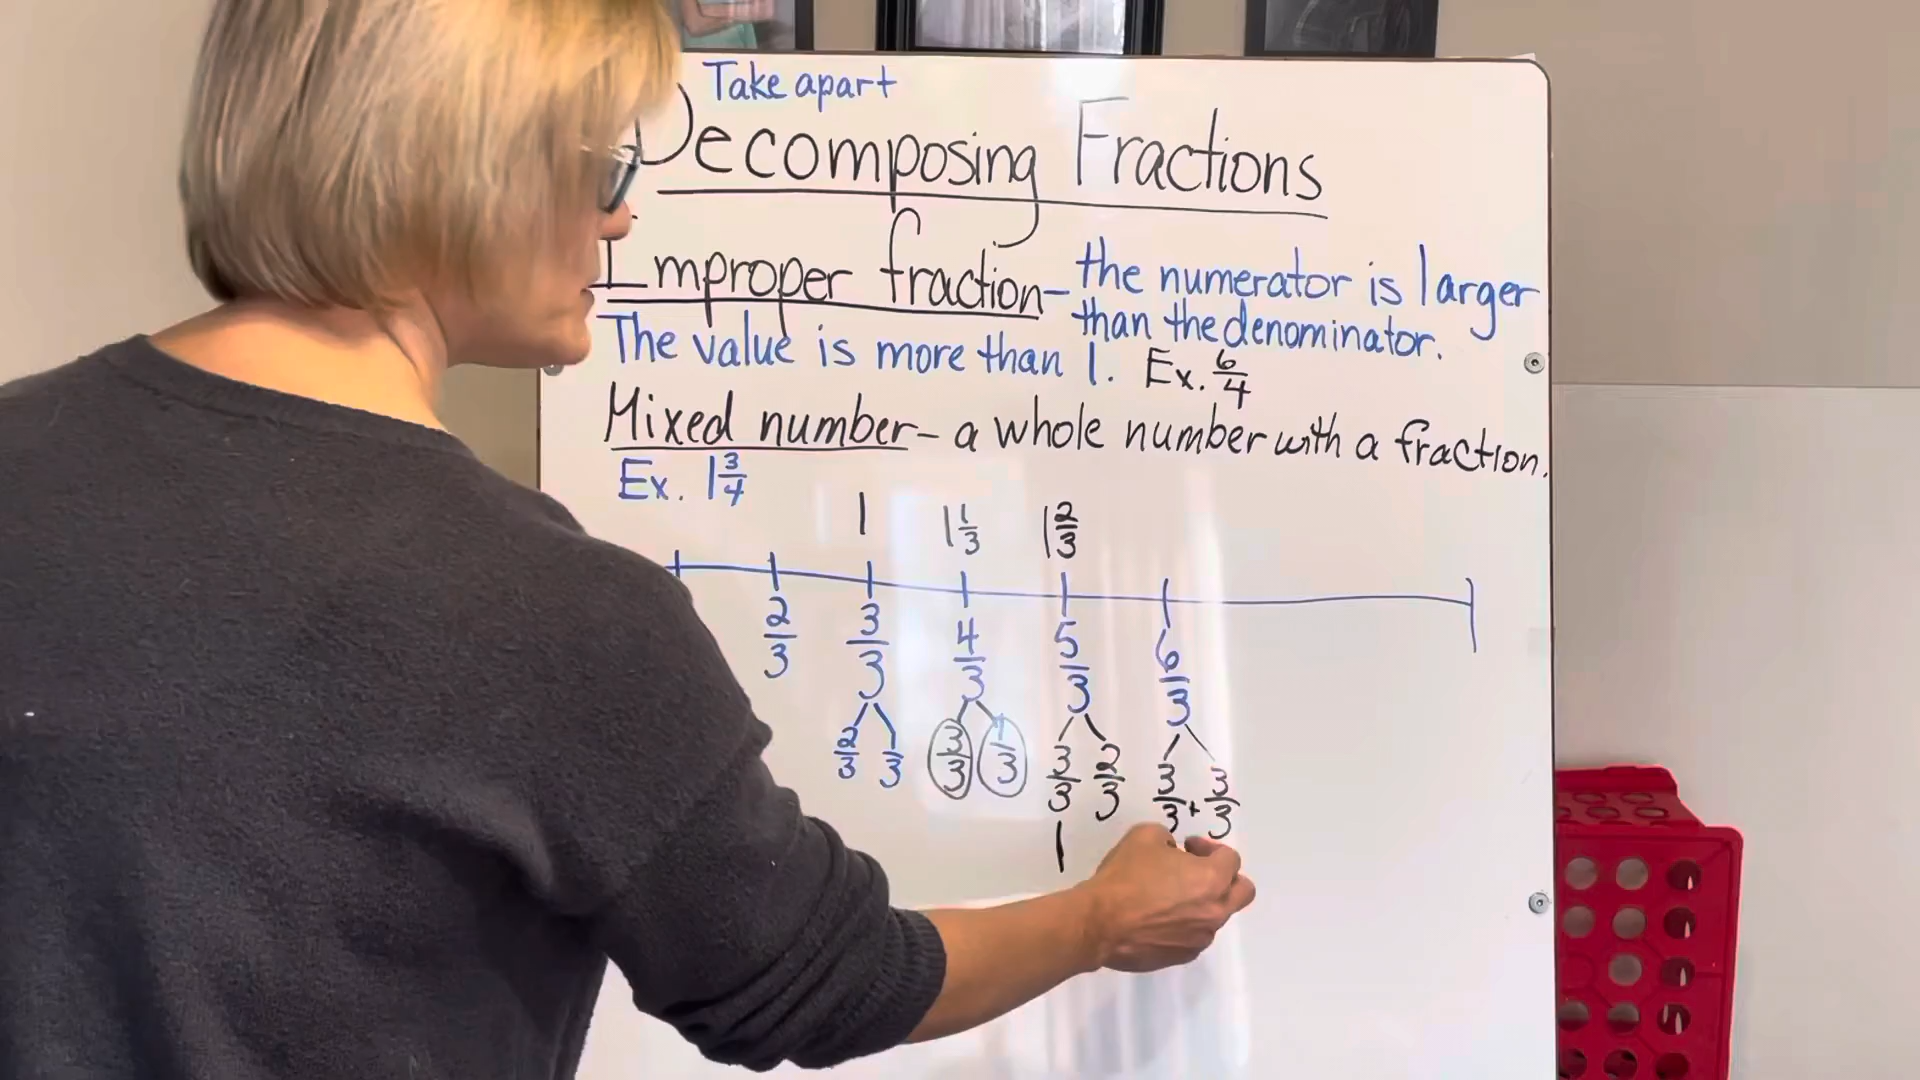 Take apart
Decomposing Fractions
Improper fraction - the numerator is larger
than the denominator.
The value is more than 1. Ex. 6/4
Mixed number - a whole number with a fraction.
Ex. 1 3/4
1 1 1/3 1 2/3
2/3 3/3 4/3 5/3 6/3
2/3 1/3 3/3 1/3 3/3 2/3 3/3 + 3/3
1